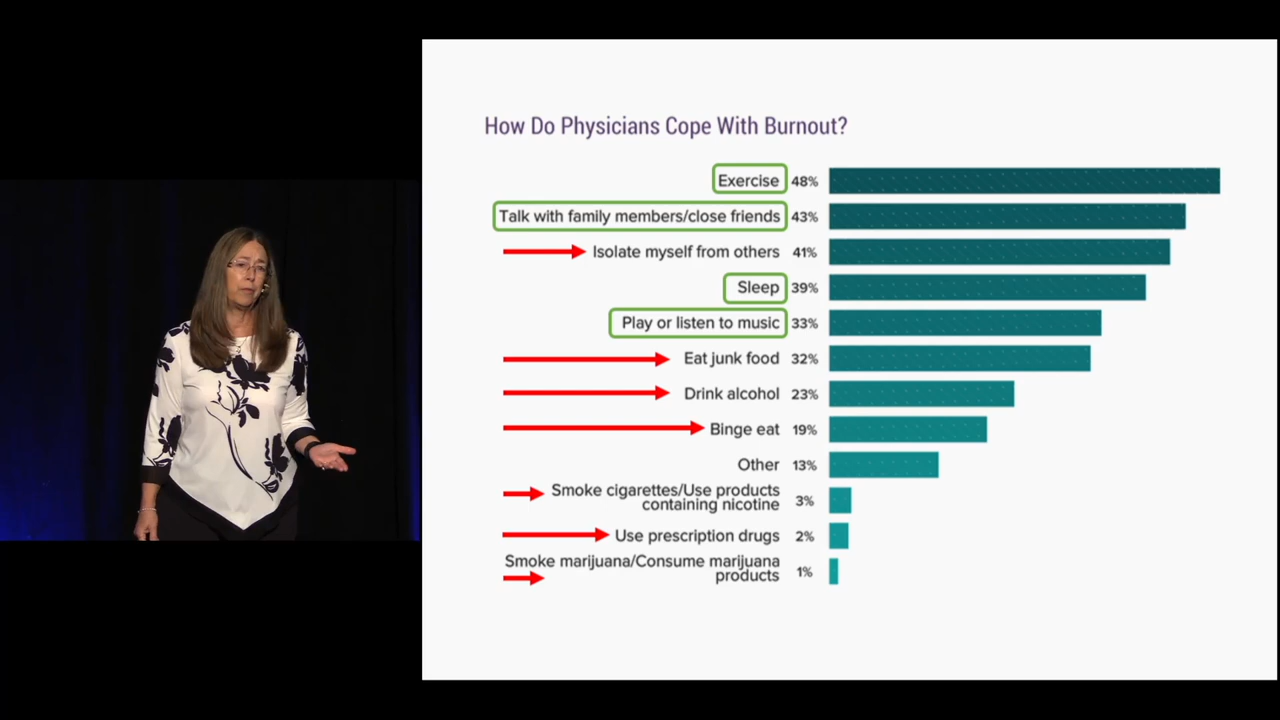 How Do Physicians Cope With Burnout?
Exercise 48%
Talk with family members/close friends 43%
Isolate myself from others 41%
Sleep 39%
Play or listen to music 33%
Eat junk food 32%
Drink alcohol 23%
Binge eat 19%
Other 13%
Smoke cigarettes/Use products
containing nicotine 3%
Use prescription drugs 2%
Smoke marijuana/Consume marijuana
products 1%